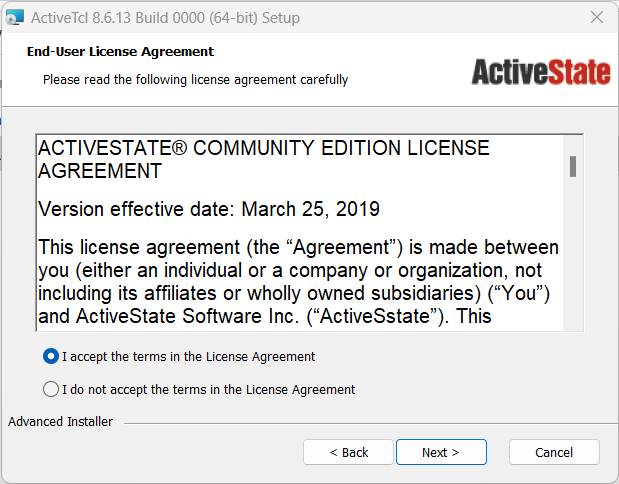 ActiveTcl 8.6.13 Build 0000 (64-bit) Setup
End-User License Agreement
Please read the following license agreement carefully
ActiveState
ACTIVESTATE® COMMUNITY EDITION LICENSE
AGREEMENT
Version effective date: March 25, 2019
This license agreement (the “Agreement”) is made between
you (either an individual or a company or organization, not
including its affiliates or wholly owned subsidiaries) (“You”)
and ActiveState Software Inc. (“ActiveSstate”). This
I accept the terms in the License Agreement
I do not accept the terms in the License Agreement
Advanced Installer
< Back
Next >
Cancel